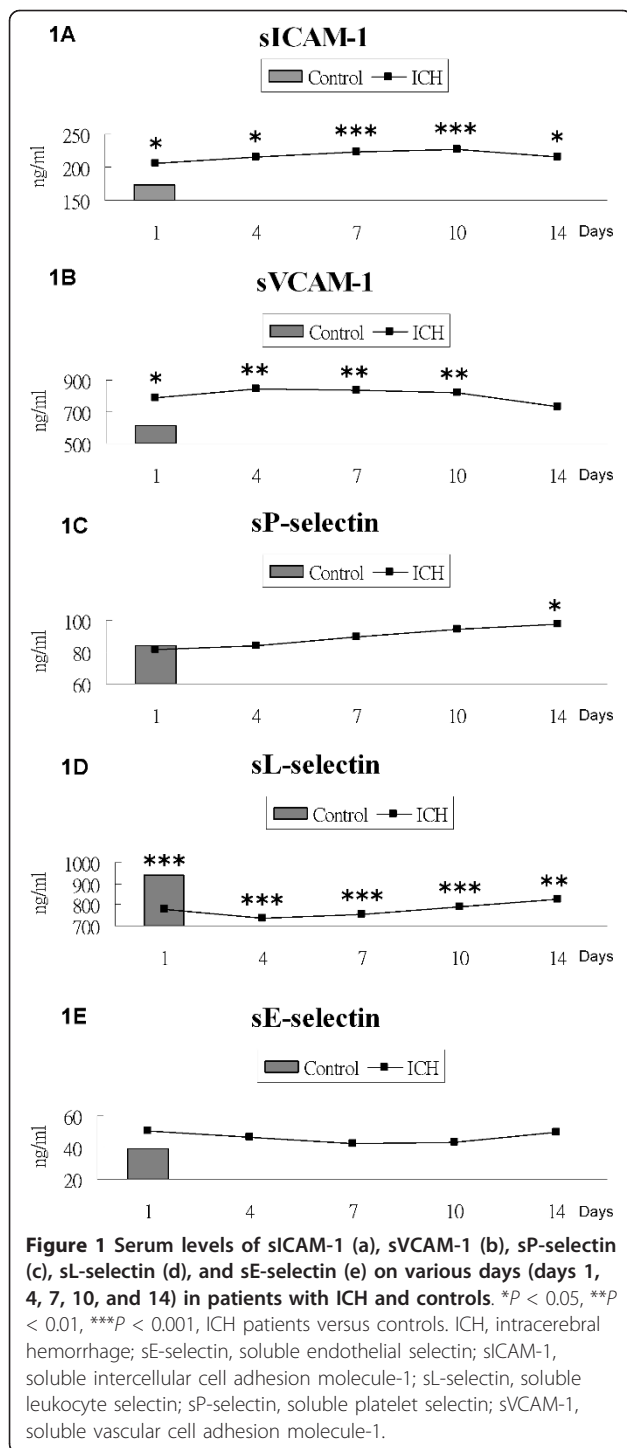 1A sICAM-1
Control ICH
* * *** *** *
250
200
150
ng/ml
1 4 7 10 14 Days
1B sVCAM-1
Control ICH
* ** ** **
900
700
500
ng/ml
1 4 7 10 14 Days
1C sP-selectin
Control ICH
*
100
80
60
ng/ml
1 4 7 10 14 Days
1D sL-selectin
Control ICH
*** *** *** *** **
1000
900
800
700
ng/ml
1 4 7 10 14 Days
1E sE-selectin
Control ICH
60
40
20
ng/ml
1 4 7 10 14 Days
Figure 1 Serum levels of sICAM-1 (a), sVCAM-1 (b), sP-selectin
(c), sL-selectin (d), and sE-selectin (e) on various days (days 1,
4, 7, 10, and 14) in patients with ICH and controls. *P < 0.05, **P
< 0.01, ***P < 0.001, ICH patients versus controls. ICH, intracerebral
hemorrhage; sE-selectin, soluble endothelial selectin; sICAM-1,
soluble intercellular cell adhesion molecule-1; sL-selectin, soluble
leukocyte selectin; sP-selectin, soluble platelet selectin; sVCAM-1,
soluble vascular cell adhesion molecule-1.